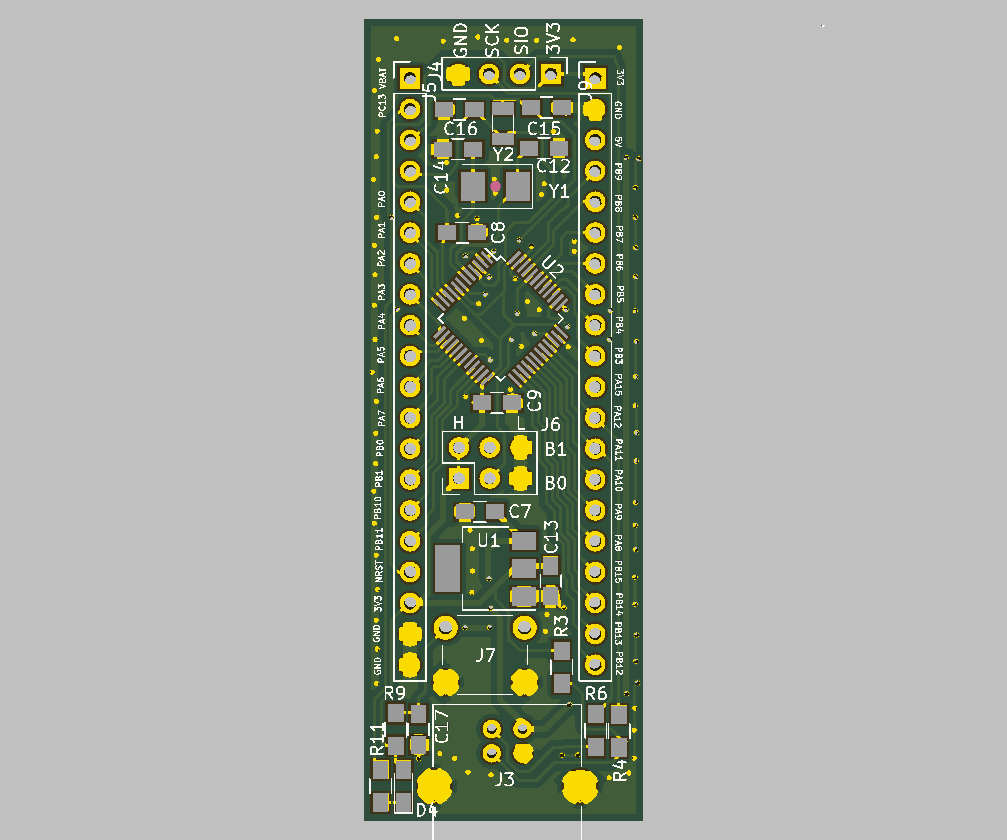 GND SCK SIO 3V3
J4
VBAT J5 J9 3V3
PC13 GND
C16 C15
5V
Y2
C14 C12 PB9
Y1
PA0 PB8
PA1 C8 PB7
PA2 U2 PB6
PA3 PB5
PA4 PB4
PA5 PB3
PA6 PA15
C9
PA7 H L J6 PA12
PB0 B1 PA11
PB1 B0 PA10
PB10 C7 PA9
PB11 U1 C13 PA8
NRST PB15
3V3 PB14
GND R3 PB13
GND J7 PB12
R9 R6
R11 C17
J3 R4
D4